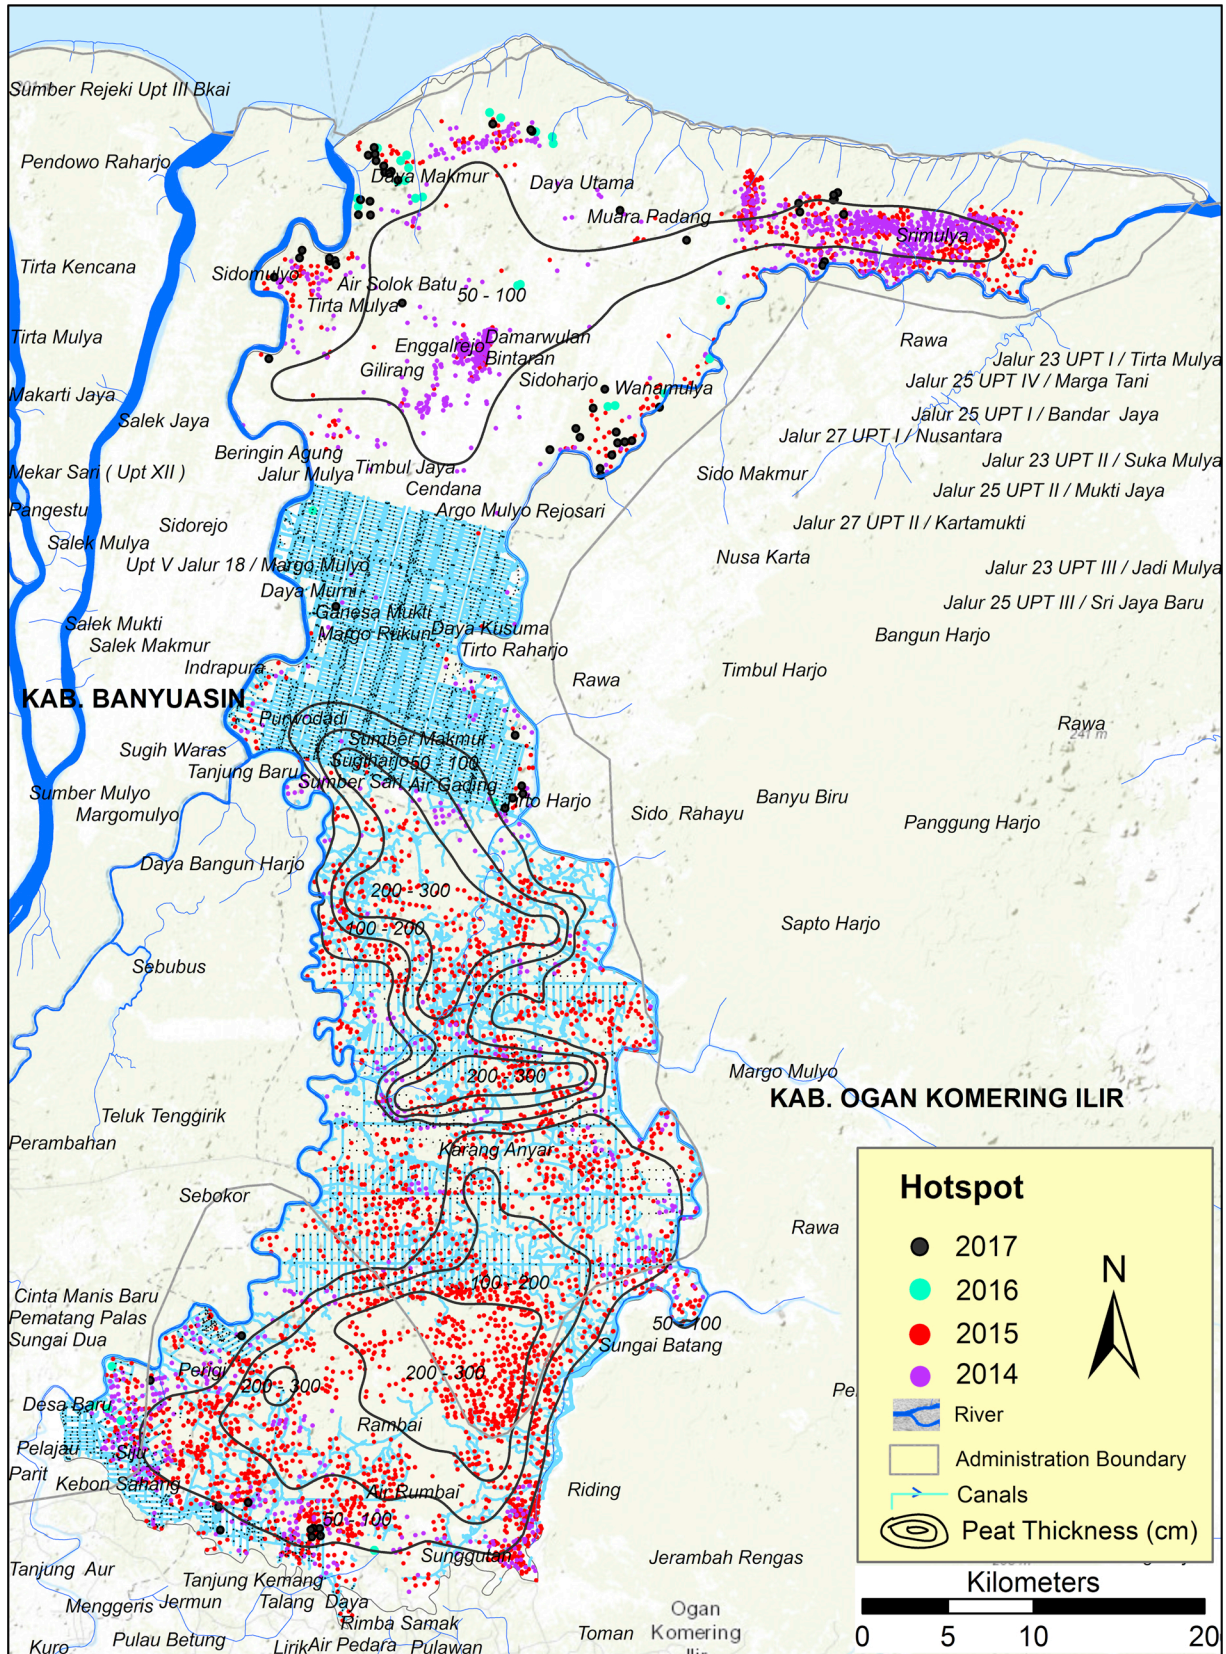 Sumber Rejeki Upt III Bkai
Pendowo Raharjo
Daya Makmur
Daya Utama
Muara Padang
Srimulya
Tirta Kencana
Sidomulyo
Air Solok Batu
50 - 100
Tirta Mulya
Tirta Mulya
Enggalrejo
Damarwulan
Bintaran
Gilirang
Sidoharjo
Wanamulya
Rawa
Jalur 23 UPT I / Tirta Mulya
Jalur 25 UPT IV / Marga Tani
Makarti Jaya
Salek Jaya
Jalur 25 UPT I / Bandar Jaya
Jalur 27 UPT I / Nusantara
Beringin Agung
Jalur Mulya
Timbul Jaya
Jalur 23 UPT II / Suka Mulya
Mekar Sari ( Upt XII )
Sido Makmur
Cendana
Jalur 25 UPT II / Mukti Jaya
Pangestu
Argo Mulyo
Rejosari
Sidorejo
Jalur 27 UPT II / Kartamukti
Salek Mulya
Upt V Jalur 18 / Margo Mulyo
Nusa Karta
Jalur 23 UPT III / Jadi Mulya
Daya Murni
Jalur 25 UPT III / Sri Jaya Baru
Ganesa Mukti
Salek Mukti
Margo Rukun
Daya Kusuma
Bangun Harjo
Salek Makmur
Tirto Raharjo
Indrapura
Timbul Harjo
Rawa
KAB. BANYUASIN
Purwodadi
Rawa
241 m
Sugih Waras
Sumber Makmur
Sugiharjo
50 - 100
Tanjung Baru
Sumber Sari
Air Gading
Sumber Mulyo
Tirto Harjo
Banyu Biru
Margomulyo
Sido Rahayu
Panggung Harjo
Daya Bangun Harjo
200 - 300
100 - 200
Sapto Harjo
Sebubus
200 - 300
Margo Mulyo
KAB. OGAN KOMERING ILIR
Teluk Tenggirik
Perambahan
Karang Anyar
Sebokor
Rawa
100 - 200
Cinta Manis Baru
Pematang Palas
Sungai Dua
50 - 100
Sungai Batang
Perigi
200 - 300
200 - 300
Desa Baru
Rambai
Pelajau
Siju
Parit
Kebon Sahang
Air Rumbai
Riding
50 - 100
Sunggutan
Jerambah Rengas
Tanjung Aur
Tanjung Kemang
Menggeris
Jermun
Talang Daya
Rimba Samak
Ogan
Komering
Ilir
Toman
Kuro
Pulau Betung
Lirik
Air Pedara
Pulawan
Hotspot
2017
2016
2015
2014
N
River
Administration Boundary
Canals
Peat Thickness (cm)
Kilometers
0 5 10 20